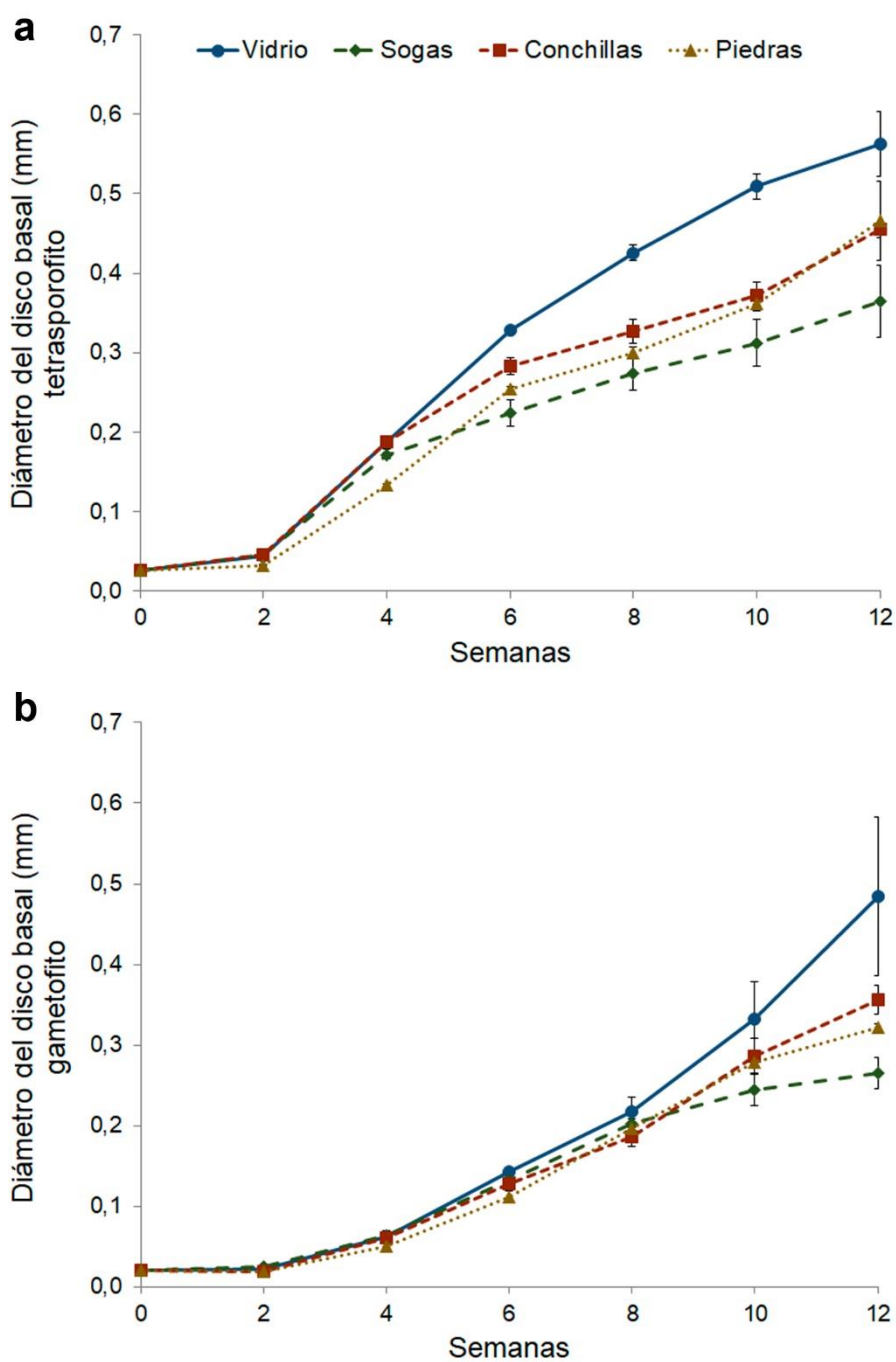 a
Vidrio Sogas Conchillas Piedras
Diámetro del disco basal (mm)
tetrasporofito
0,7
0,6
0,5
0,4
0,3
0,2
0,1
0,0
0 2 4 6 8 10 12
Semanas
b
Diámetro del disco basal (mm)
gametofito
0,7
0,6
0,5
0,4
0,3
0,2
0,1
0,0
0 2 4 6 8 10 12
Semanas